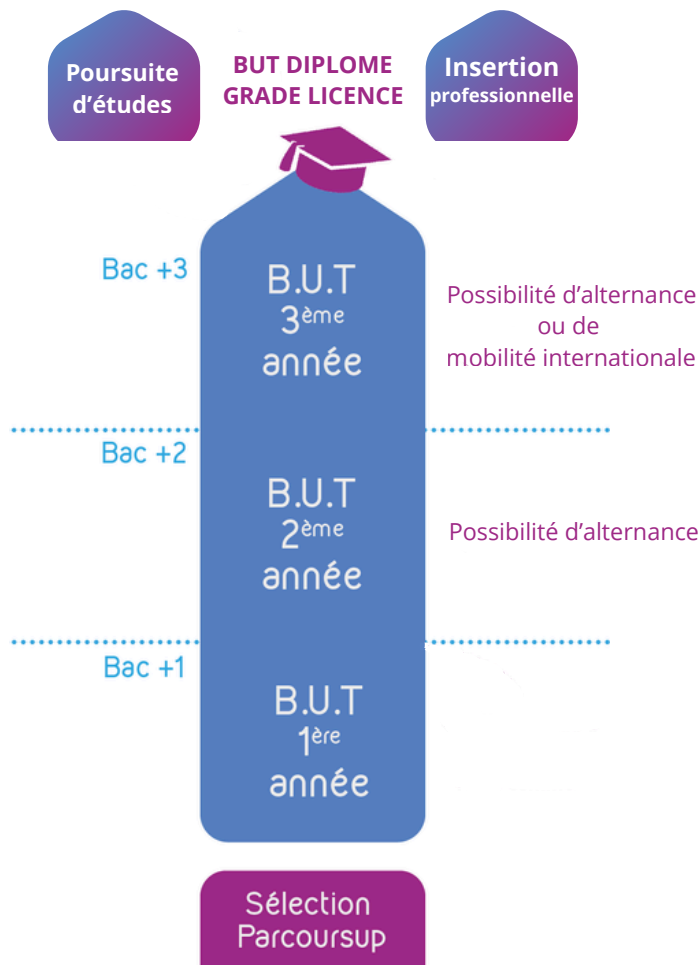 Poursuite
d'études
BUT DIPLOME
GRADE LICENCE
Insertion
professionnelle
Bac +3
B.U.T
3ème
année
Possibilité d'alternance
ou de
mobilité internationale
Bac +2
B.U.T
2ème
année
Possibilité d'alternance
Bac +1
B.U.T
1ère
année
Sélection
Parcoursup